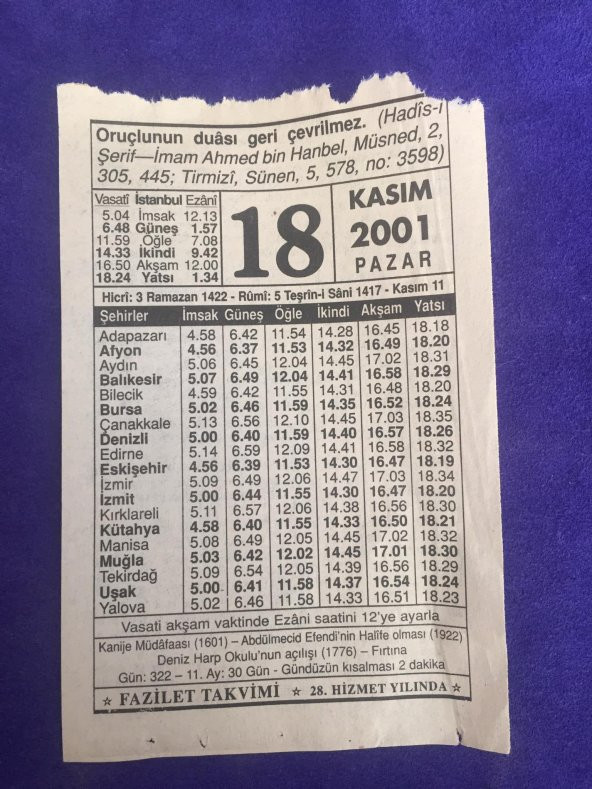 Oruçlunun duâsı geri çevrilmez. (Hadîs-i
Şerif—İmam Ahmed bin Hanbel, Müsned, 2,
305, 445; Tirmizî, Sünen, 5, 578, no: 3598)
Vasatî İstanbul Ezânî
5.04 İmsak 12.13
6.48 Güneş 1.57
11.59 Öğle 7.08
14.33 İkindi 9.42
16.50 Akşam 12.00
18.24 Yatsı 1.34
18
KASIM
2001
PAZAR
Hicrî: 3 Ramazan 1422 - Rûmî: 5 Teşrîn-i Sâni 1417 - Kasım 11
Şehirler İmsak Güneş Öğle İkindi Akşam Yatsı
Adapazarı 4.58 6.42 11.54 14.28 16.45 18.18
Afyon 4.56 6.37 11.53 14.32 16.49 18.20
Aydın 5.06 6.45 12.04 14.45 17.02 18.31
Balıkesir 5.07 6.49 12.04 14.41 16.58 18.29
Bilecik 4.59 6.42 11.55 14.31 16.48 18.20
Bursa 5.02 6.46 11.59 14.35 16.52 18.24
Çanakkale 5.13 6.56 12.10 14.45 17.03 18.35
Denizli 5.00 6.40 11.59 14.40 16.57 18.26
Edirne 5.14 6.59 12.09 14.41 16.58 18.32
Eskişehir 4.56 6.39 11.53 14.30 16.47 18.19
İzmir 5.09 6.49 12.06 14.47 17.03 18.34
İzmit 5.00 6.44 11.55 14.30 16.47 18.20
Kırklareli 5.11 6.57 12.06 14.38 16.56 18.30
Kütahya 4.58 6.40 11.55 14.33 16.50 18.21
Manisa 5.08 6.49 12.05 14.45 17.02 18.32
Muğla 5.03 6.42 12.02 14.45 17.01 18.30
Tekirdağ 5.09 6.54 12.05 14.39 16.56 18.29
Uşak 5.00 6.41 11.58 14.37 16.54 18.24
Yalova 5.02 6.46 11.58 14.33 16.51 18.23
Vasati akşam vaktinde Ezâni saatini 12'ye ayarla
Kanije Müdâfaası (1601) – Abdülmecid Efendi'nin Halîfe olması (1922)
Deniz Harp Okulu'nun açılışı (1776) – Fırtına
Gün: 322 – 11. Ay: 30 Gün - Gündüzün kısalması 2 dakika
☆ FAZİLET TAKVİMİ ☆ 28. HİZMET YILINDA ☆